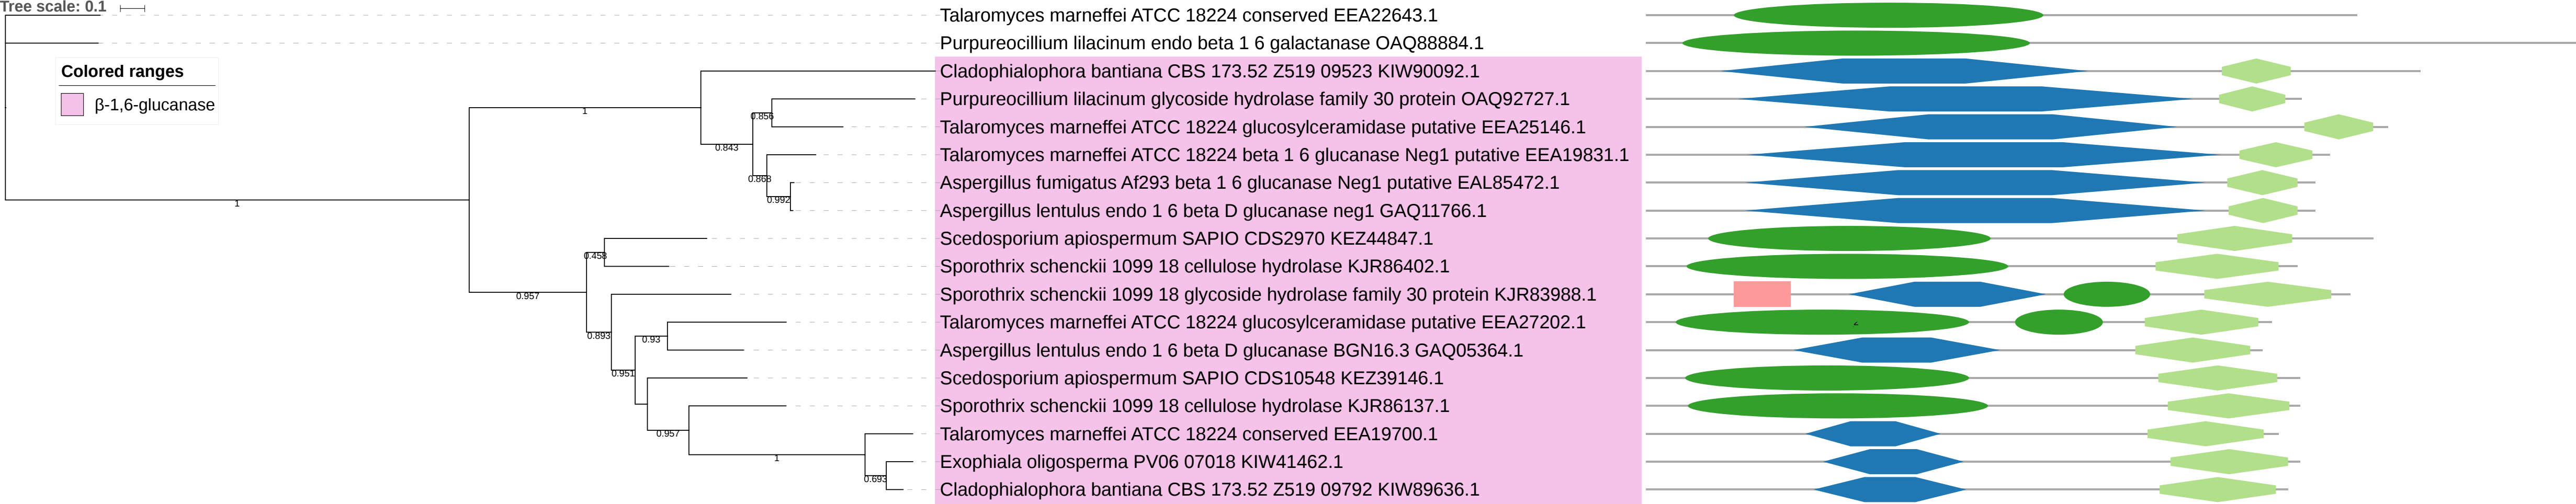 Tree scale: 0.1
Talaromyces marneffei ATCC 18224 conserved EEA22643.1
Purpureocillium lilacinum endo beta 1 6 galactanase OAQ88884.1
Colored ranges
β-1,6-glucanase
Cladophialophora bantiana CBS 173.52 Z519 09523 KIW90092.1
Purpureocillium lilacinum glycoside hydrolase family 30 protein OAQ92727.1
1
0.856
Talaromyces marneffei ATCC 18224 glucosylceramidase putative EEA25146.1
0.843
Talaromyces marneffei ATCC 18224 beta 1 6 glucanase Neg1 putative EEA19831.1
0.868
Aspergillus fumigatus Af293 beta 1 6 glucanase Neg1 putative EAL85472.1
1
0.992
Aspergillus lentulus endo 1 6 beta D glucanase neg1 GAQ11766.1
Scedosporium apiospermum SAPIO CDS2970 KEZ44847.1
0.458
Sporothrix schenckii 1099 18 cellulose hydrolase KJR86402.1
0.957
Sporothrix schenckii 1099 18 glycoside hydrolase family 30 protein KJR83988.1
Talaromyces marneffei ATCC 18224 glucosylceramidase putative EEA27202.1
0.893
0.93
Aspergillus lentulus endo 1 6 beta D glucanase BGN16.3 GAQ05364.1
0.951
Scedosporium apiospermum SAPIO CDS10548 KEZ39146.1
Sporothrix schenckii 1099 18 cellulose hydrolase KJR86137.1
0.957
Talaromyces marneffei ATCC 18224 conserved EEA19700.1
1
Exophiala oligosperma PV06 07018 KIW41462.1
0.693
Cladophialophora bantiana CBS 173.52 Z519 09792 KIW89636.1